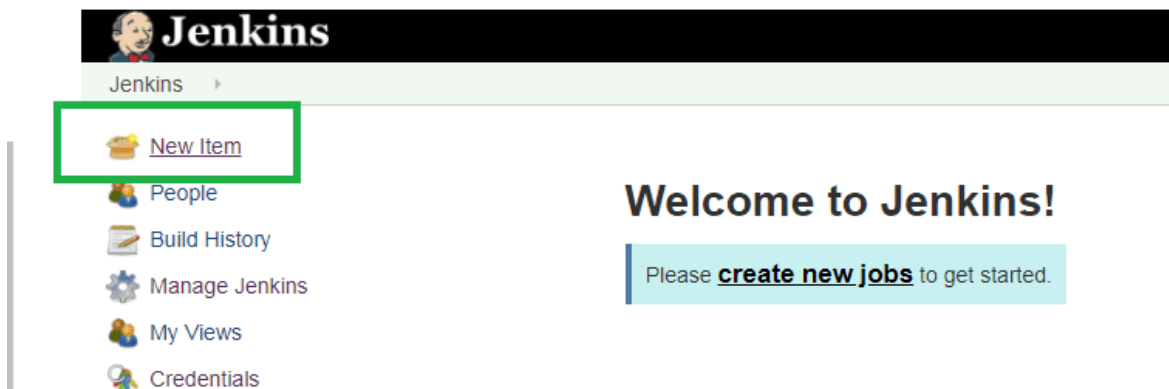 Jenkins
Jenkins
New Item
People
Build History
Manage Jenkins
My Views
Credentials
Welcome to Jenkins!
Please create new jobs to get started.